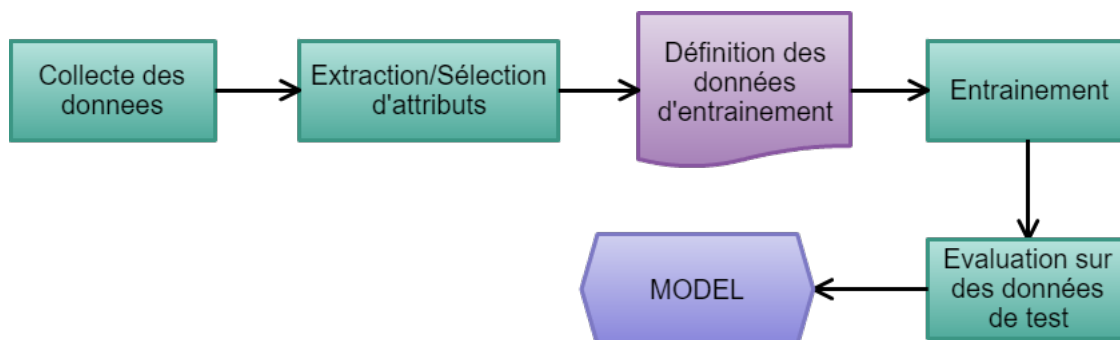 Collecte des
donnees
Extraction/Sélection
d'attributs
Définition des
données
d'entrainement
Entrainement
MODEL
Evaluation sur
des données
de test